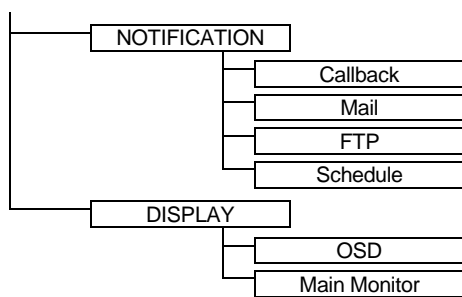 NOTIFICATION
Callback
Mail
FTP
Schedule
DISPLAY
OSD
Main Monitor